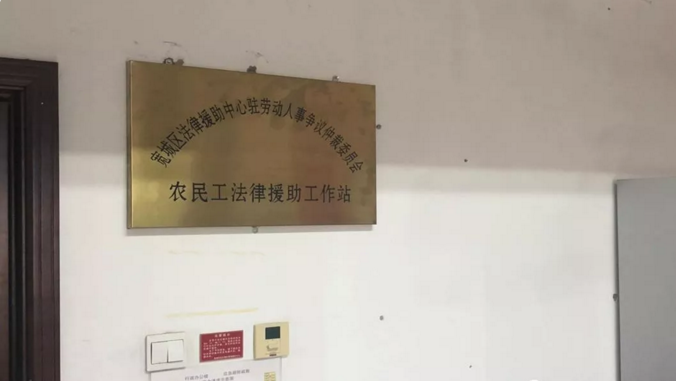 宽城区法律援助中心驻劳动人事争议仲裁委员会
农民工法律援助工作站